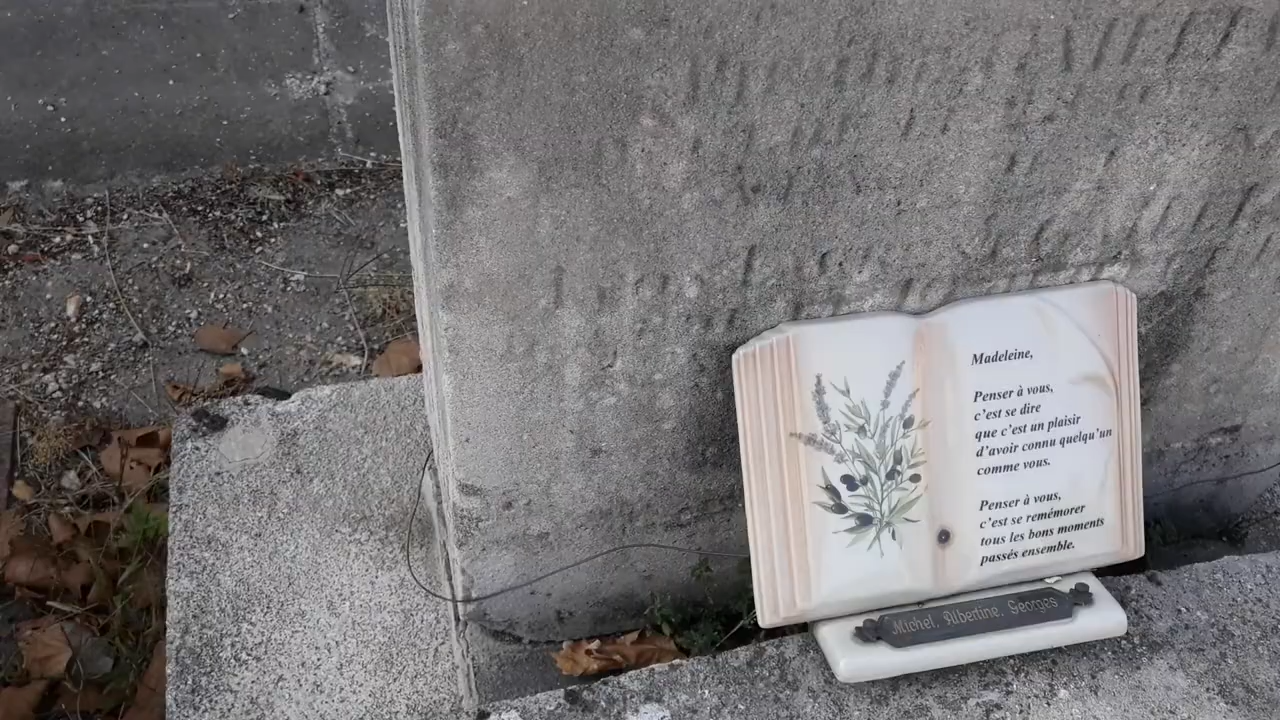 Madeleine,
Penser à vous,
c'est se dire
que c'est un plaisir
d'avoir connu quelqu'un
comme vous.
Penser à vous,
c'est se remémorer
tous les bons moments
passés ensemble.
Michel, Albertine, Georges